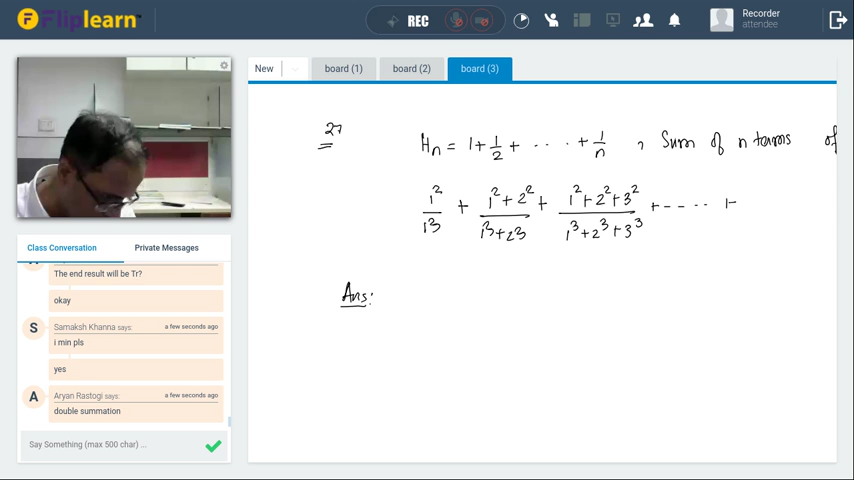 Fliplearn
REC
Recorder
attendee
New
board (1)
board (2)
board (3)
Class Conversation
Private Messages
The end result will be Tr?
okay
S
Samaksh Khanna says:
a few seconds ago
i min pls
yes
A
Aryan Rastogi says:
a few seconds ago
double summation
Say Something (max 500 char) ...
27
Hn = 1 + 1/2 + ... + 1/n , Sum of n terms of
1²/1³ + (1² + 2²)/(1³ + 2³) + (1² + 2² + 3²)/(1³ + 2³ + 3³) + ----.. +
Ans: